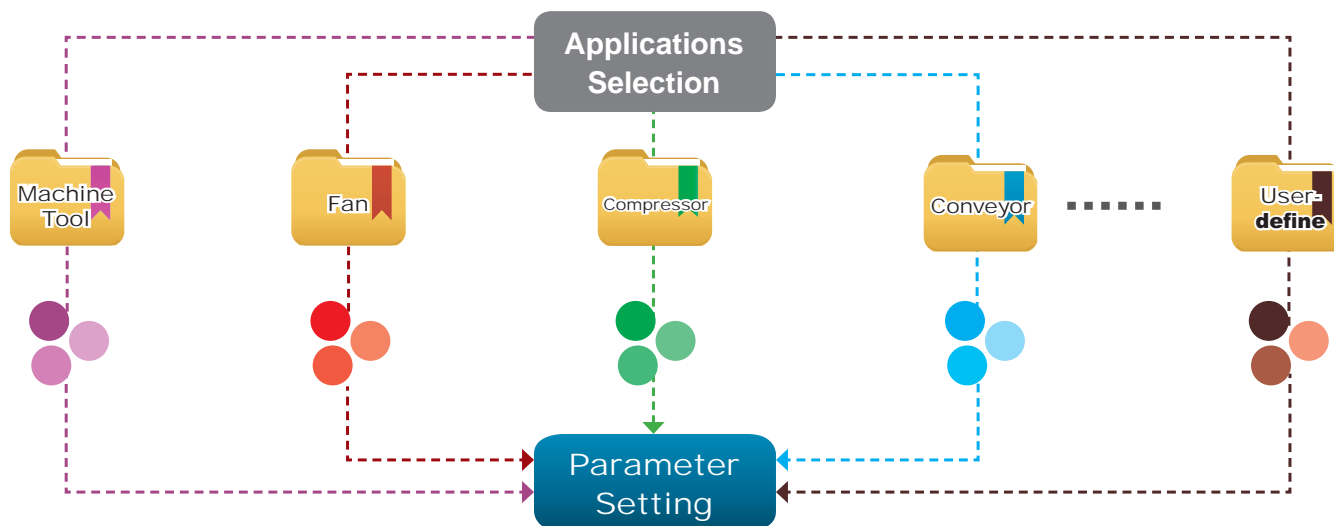 Applications
Selection
Machine
Tool
Fan
Compressor
Conveyor
User-
define
Parameter
Setting